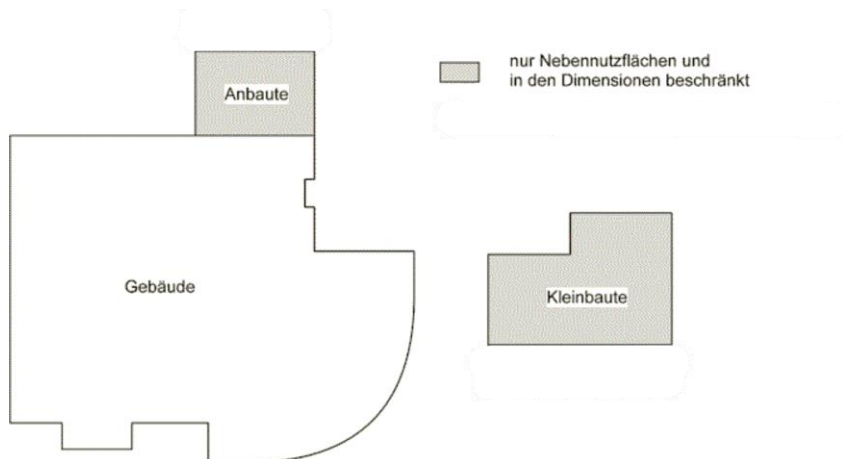 nur Nebennutzflächen und
in den Dimensionen beschränkt
Anbaute
Gebäude
Kleinbaute